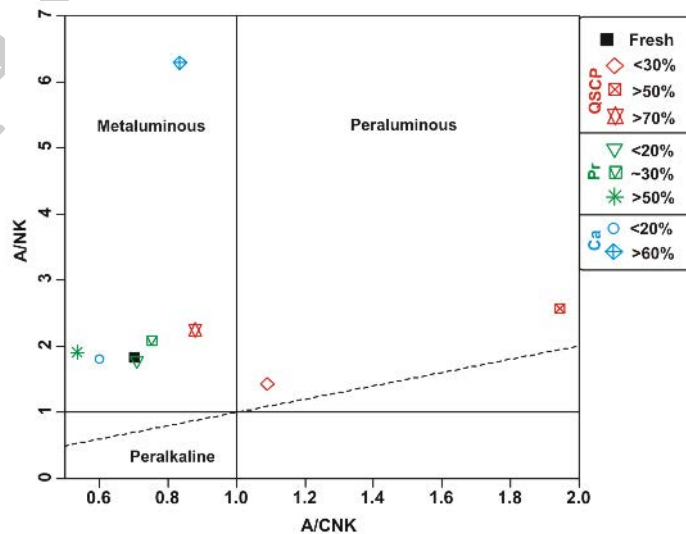 7
6
5
4
3
2
1
0
A/NK
Metaluminous
Peraluminous
Peralkaline
0.6 0.8 1.0 1.2 1.4 1.6 1.8 2.0
A/CNK
Fresh
QSCP
<30%
>50%
>70%
Pr
<20%
~30%
>50%
Ca
<20%
>60%